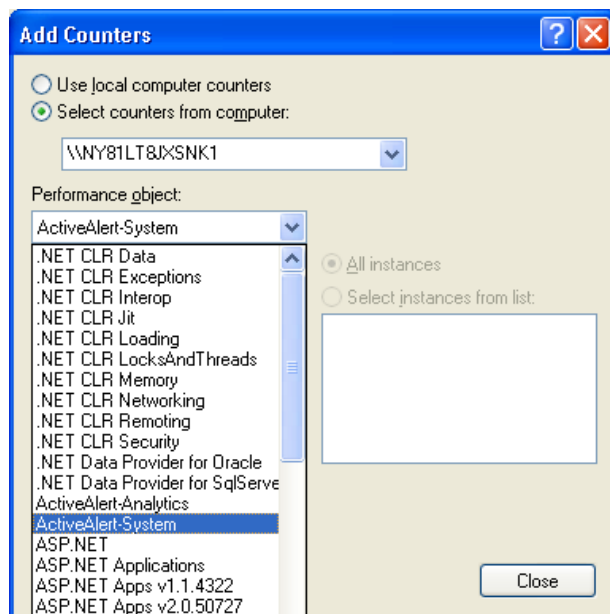 Add Counters
Use local computer counters
Select counters from computer:
\\NY81LT8JXSNK1
Performance object:
ActiveAlert-System
.NET CLR Data
.NET CLR Exceptions
.NET CLR Interop
.NET CLR Jit
.NET CLR Loading
.NET CLR LocksAndThreads
.NET CLR Memory
.NET CLR Networking
.NET CLR Remoting
.NET CLR Security
.NET Data Provider for Oracle
.NET Data Provider for SqlServe
ActiveAlert-Analytics
ActiveAlert-System
ASP.NET
ASP.NET Applications
ASP.NET Apps v1.1.4322
ASP.NET Apps v2.0.50727
All instances
Select instances from list:
Close